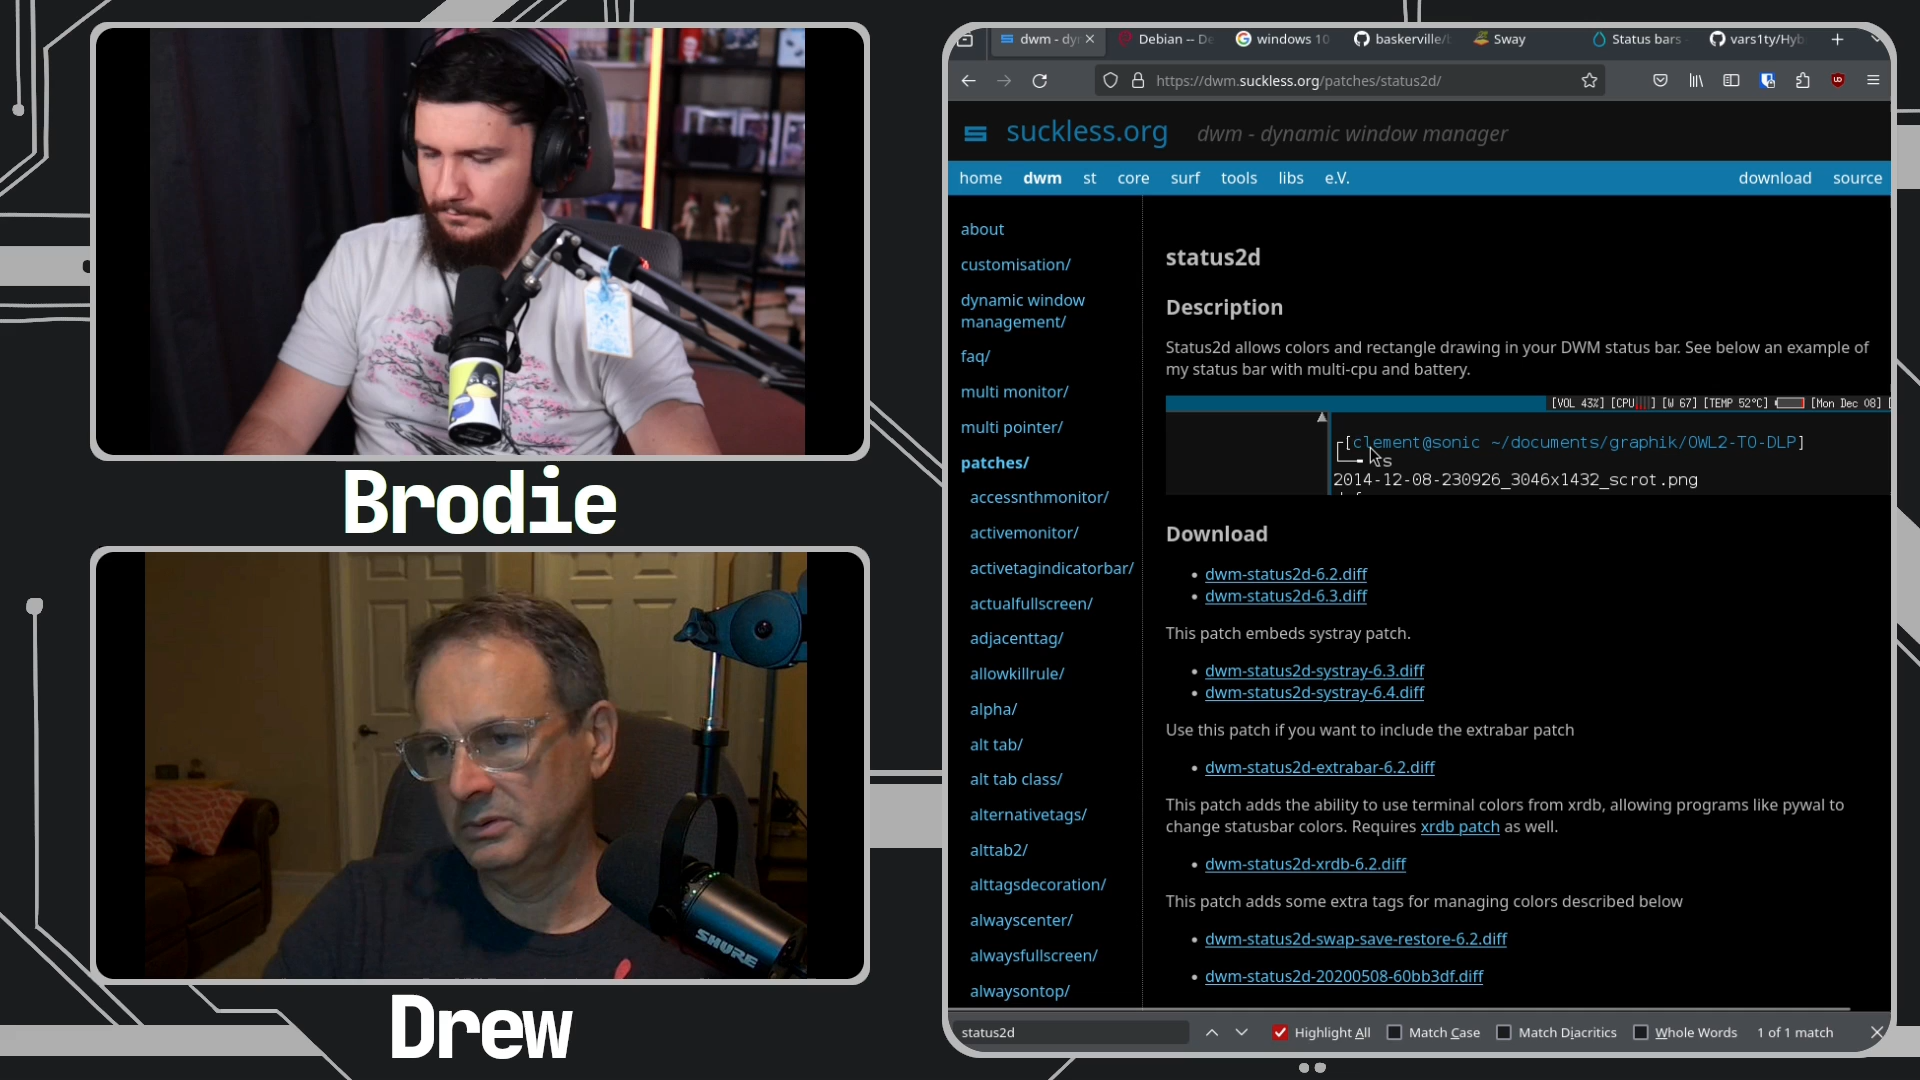 Brodie
Drew
SHURE
dwm - dy
Debian -- De
windows 10
baskerville/
Sway
Status bars
vars1ty/Hyb
https://dwm.suckless.org/patches/status2d/
suckless.org
dwm - dynamic window manager
home dwm st core surf tools libs e.V. download source
about
customisation/
dynamic window
management/
faq/
multi monitor/
multi pointer/
patches/
accessnthmonitor/
activemonitor/
activetagindicatorbar/
actualfullscreen/
adjacenttag/
allowkillrule/
alpha/
alt tab/
alt tab class/
alternativetags/
alttab2/
alttagsdecoration/
alwayscenter/
alwaysfullscreen/
alwaysontop/
status2d
Description
Status2d allows colors and rectangle drawing in your DWM status bar. See below an example of
my status bar with multi-cpu and battery.
[VOL 43%] [CPU ] [W 67] [TEMP 52°C] [Mon Dec 08] [
[clement@sonic ~/documents/graphik/OWL2-TO-DLP]
2014-12-08-230926_3046x1432_scrot.png
Download
dwm-status2d-6.2.diff
dwm-status2d-6.3.diff
This patch embeds systray patch.
dwm-status2d-systray-6.3.diff
dwm-status2d-systray-6.4.diff
Use this patch if you want to include the extrabar patch
dwm-status2d-extrabar-6.2.diff
This patch adds the ability to use terminal colors from xrdb, allowing programs like pywal to
change statusbar colors. Requires xrdb patch as well.
dwm-status2d-xrdb-6.2.diff
This patch adds some extra tags for managing colors described below
dwm-status2d-swap-save-restore-6.2.diff
dwm-status2d-20200508-60bb3df.diff
status2d
Highlight All
Match Case
Match Diacritics
Whole Words
1 of 1 match